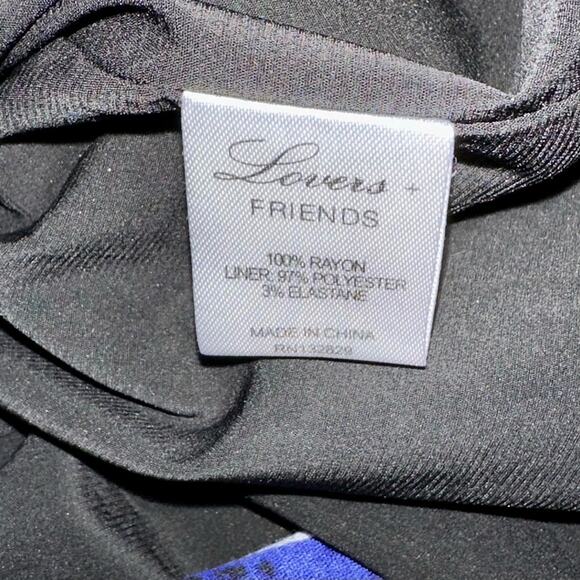 Lovers +
FRIENDS
100% RAYON
LINER: 97% POLYESTER
3% ELASTANE
MADE IN CHINA